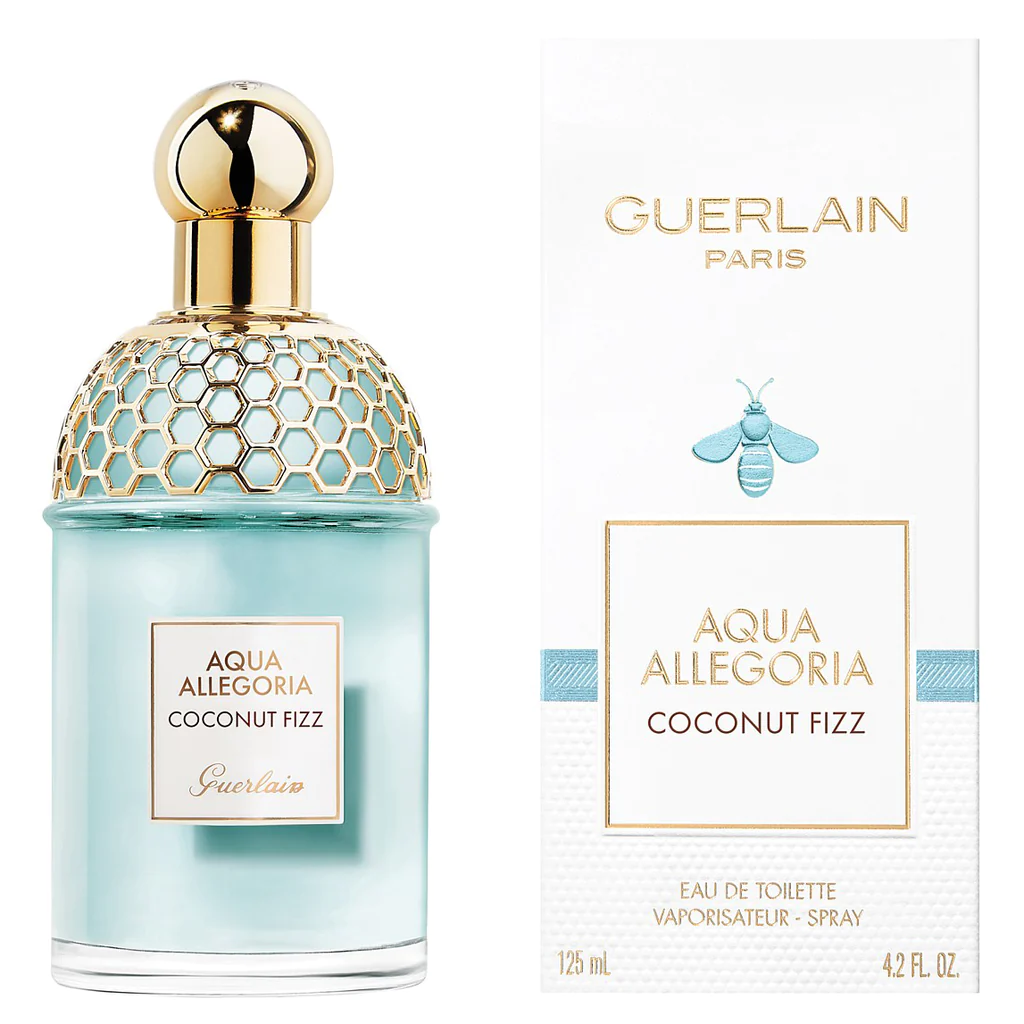 AQUA
ALLEGORIA
COCONUT FIZZ
Guerlain
GUERLAIN
PARIS
AQUA
ALLEGORIA
COCONUT FIZZ
EAU DE TOILETTE
VAPORISATEUR - SPRAY
125 mL
4.2 FL. OZ.